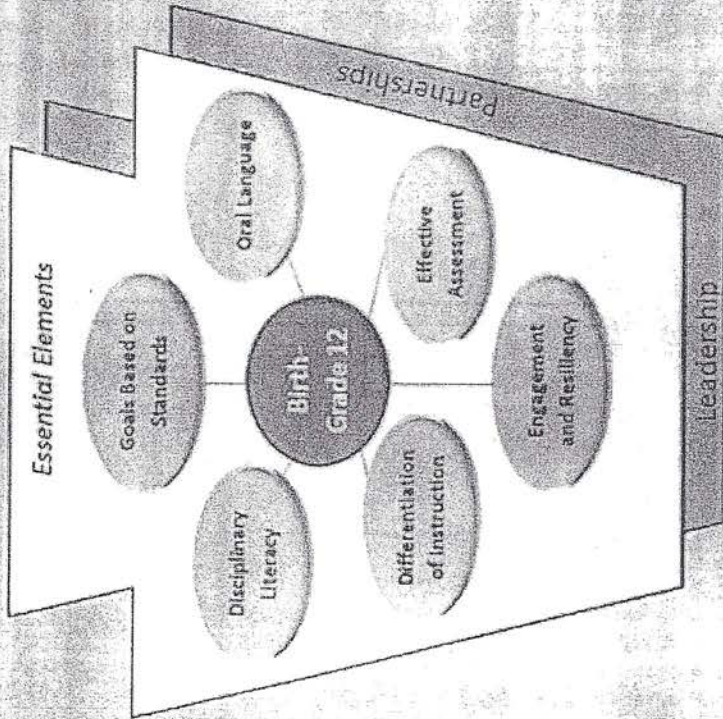 Essential Elements
Goals Based on
Standards
Oral Language
Effective
Assessment
Engagement
and Resiliency
Differentiation
of Instruction
Disciplinary
Literacy
Birth-
Grade 12
Partnerships
Leadership